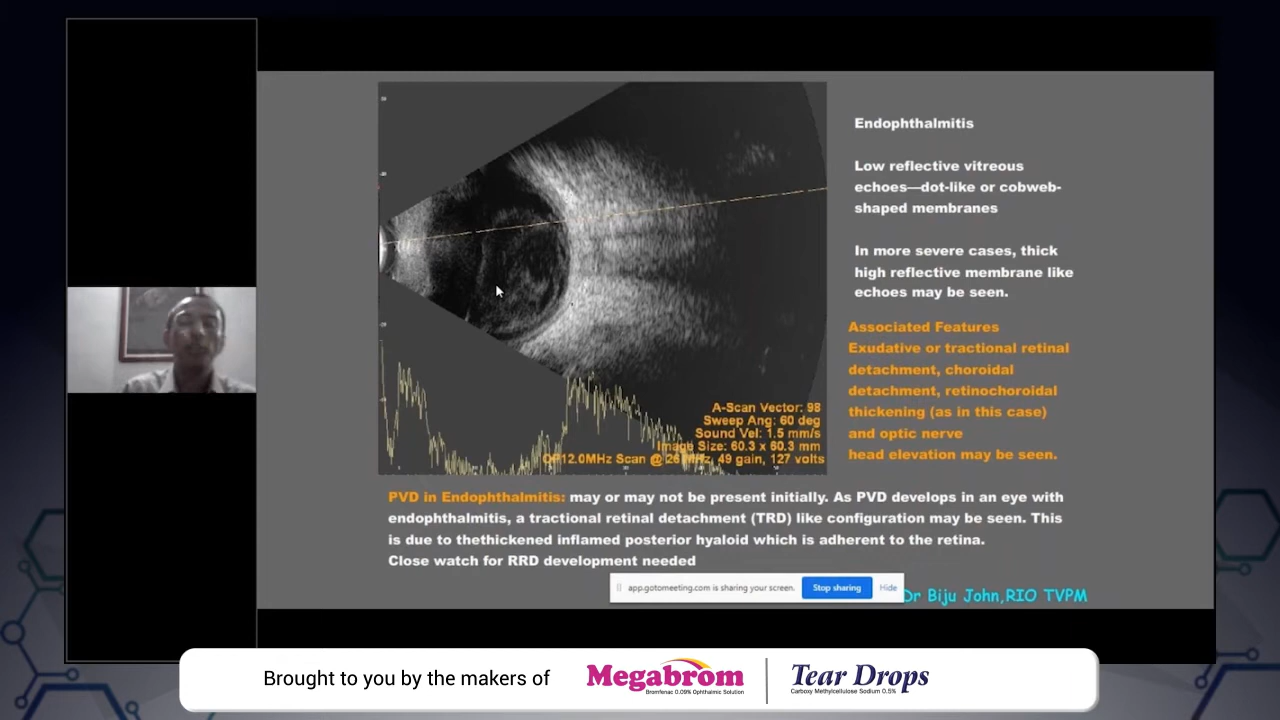 Endophthalmitis
Low reflective vitreous
echoes—dot-like or cobweb-
shaped membranes
In more severe cases, thick
high reflective membrane like
echoes may be seen.
Associated Features
Exudative or tractional retinal
detachment, choroidal
detachment, retinochoroidal
thickening (as in this case)
and optic nerve
head elevation may be seen.
A-Scan Vector: 98
Sweep Ang: 60 deg
Sound Vel: 1.5 mm/s
Image Size: 60.3 x 60.3 mm
12.0MHz Scan @ 49 gain, 127 volts
PVD in Endophthalmitis: may or may not be present initially. As PVD develops in an eye with
endophthalmitis, a tractional retinal detachment (TRD) like configuration may be seen. This
is due to thethickened inflamed posterior hyaloid which is adherent to the retina.
Close watch for RRD development needed
app.gotomeeting.com is sharing your screen.
Stop sharing
Hide
Dr Biju John,RIO TVPM
Brought to you by the makers of
Megabrom
Bromfenac 0.09% Ophthalmic Solution
Tear Drops
Carboxy Methylcellulose Sodium 0.5%